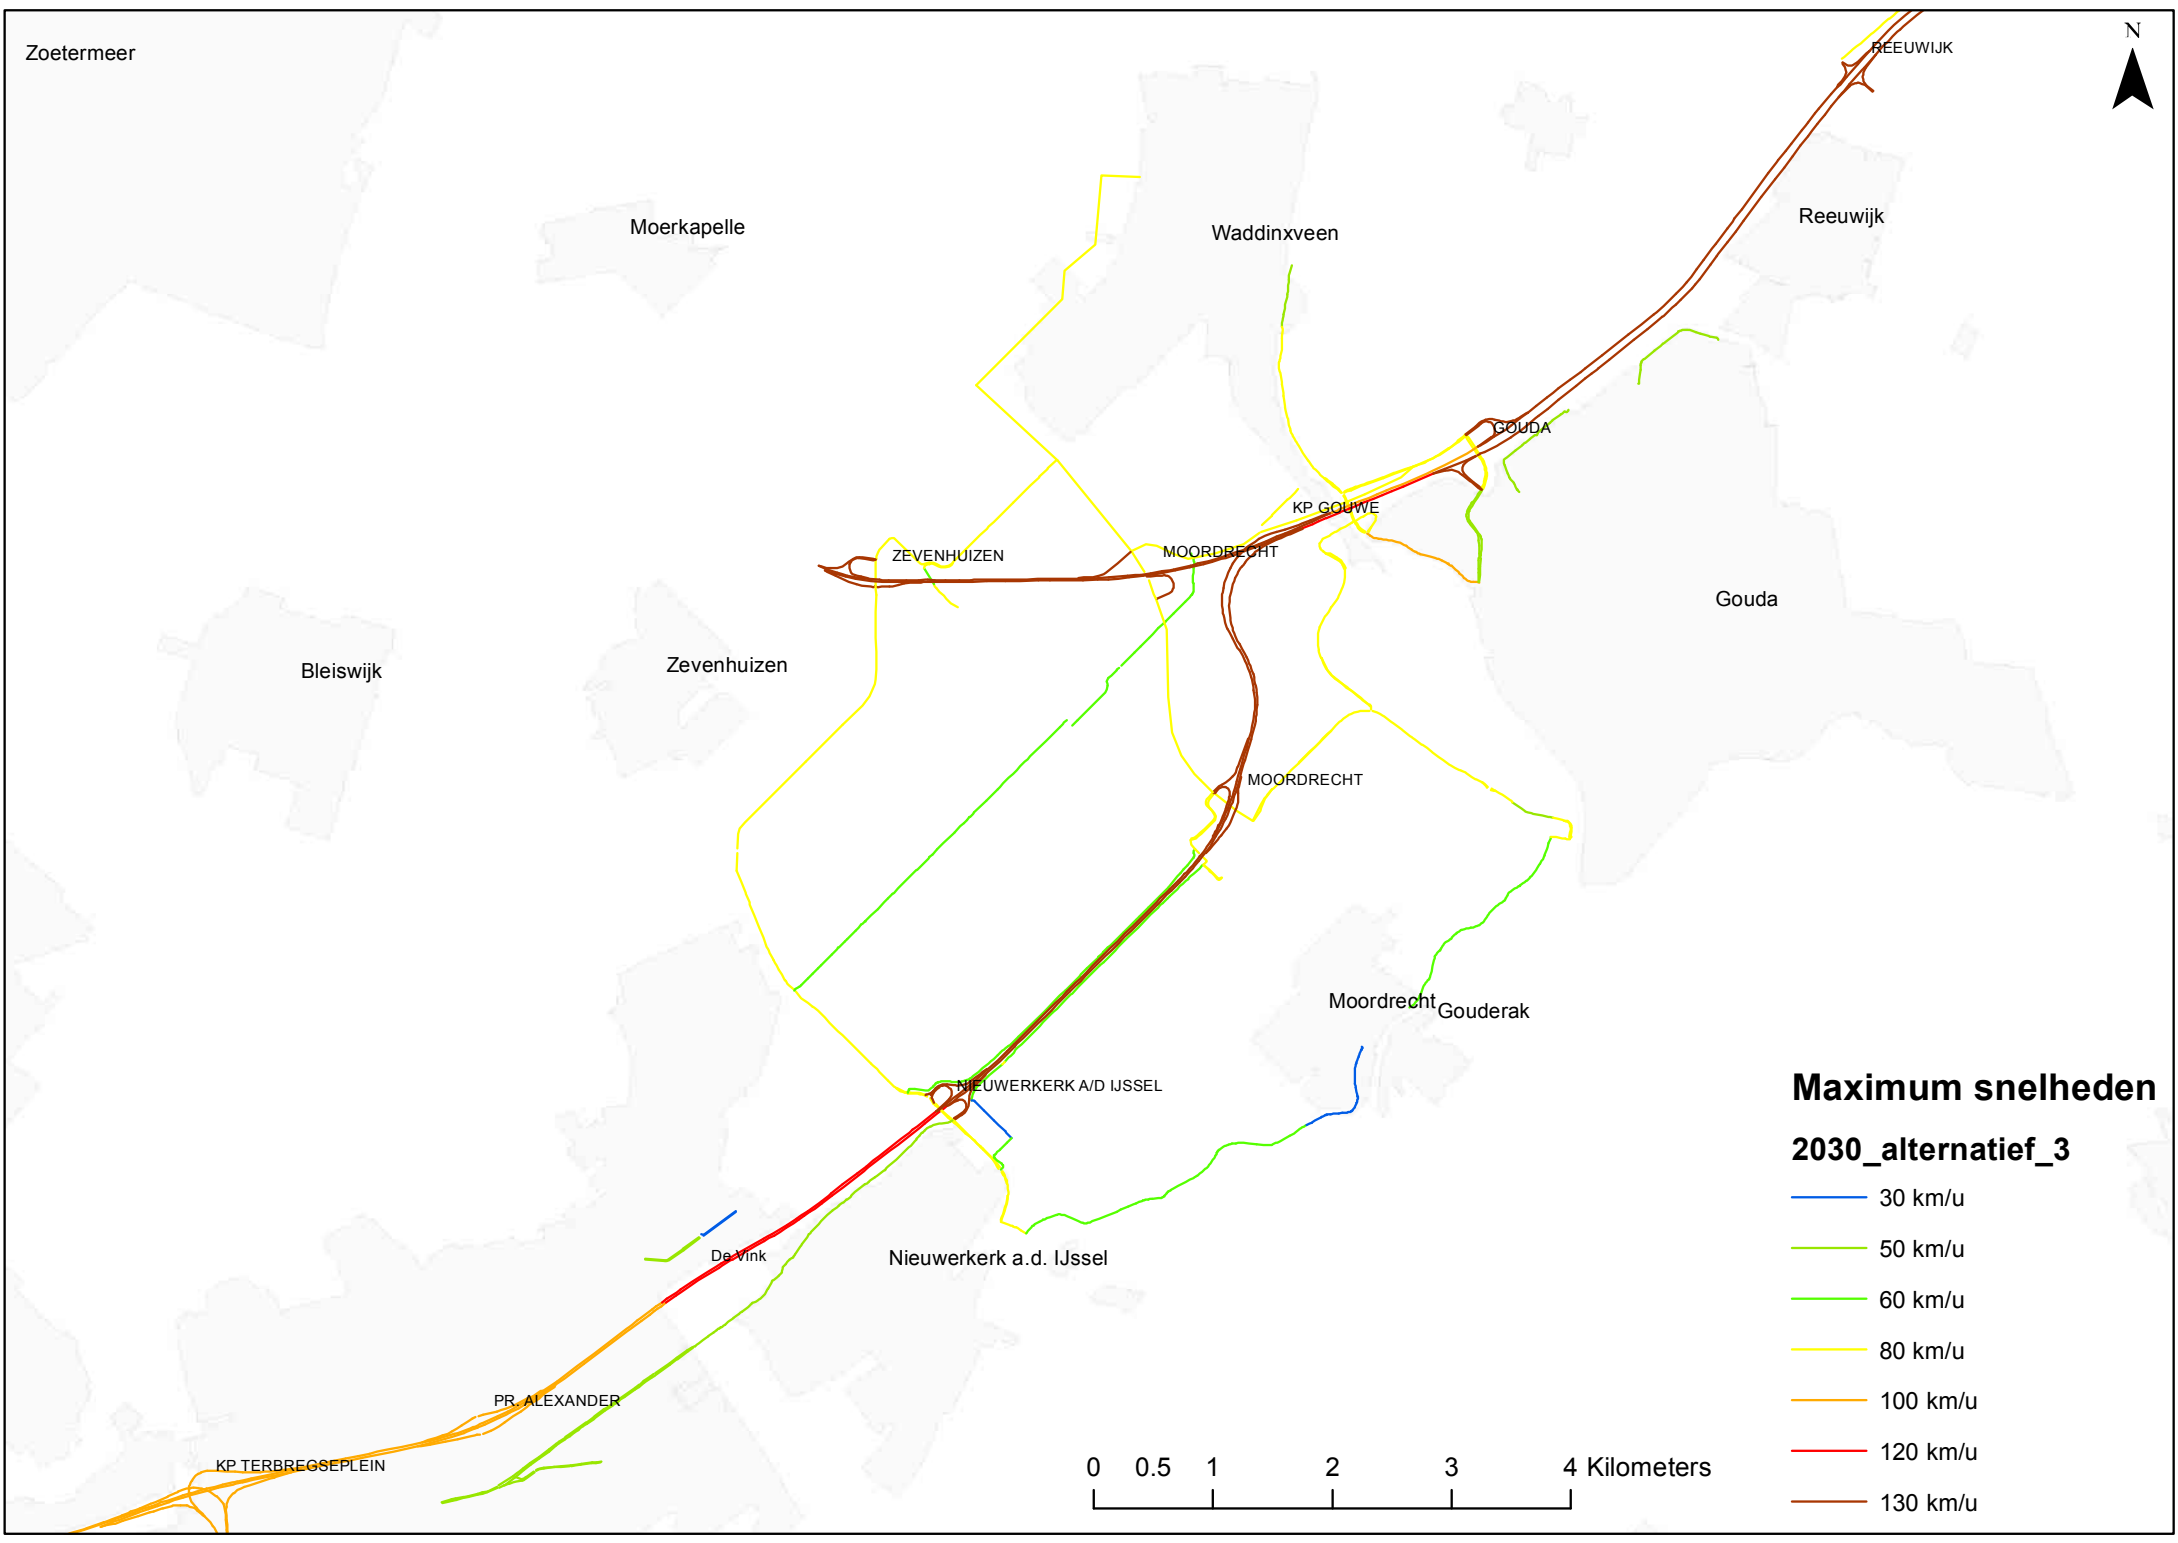 Zoetermeer
REEUWIJK
N
Moerkapelle
Waddinxveen
Reeuwijk
GOUDA
KP GOUWE
ZEVENHUIZEN
MOORDRECHT
Gouda
Bleiswijk
Zevenhuizen
MOORDRECHT
Moordrecht
Gouderak
NIEUWERKERK A/D IJSSEL
De Vink
Nieuwerkerk a.d. IJssel
PR. ALEXANDER
KP TERBREGSEPLEIN
Maximum snelheden
2030_alternatief_3
30 km/u
50 km/u
60 km/u
80 km/u
100 km/u
120 km/u
130 km/u
0 0.5 1 2 3 4 Kilometers